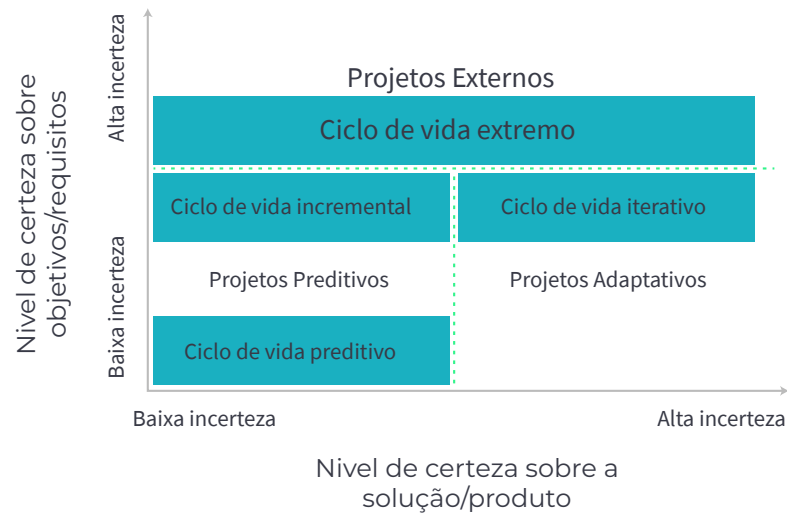 Nivel de certeza sobre
objetivos/requisitos
Alta incerteza
Baixa incerteza
Projetos Externos
Ciclo de vida extremo
Ciclo de vida incremental
Ciclo de vida iterativo
Projetos Preditivos
Projetos Adaptativos
Ciclo de vida preditivo
Baixa incerteza
Alta incerteza
Nivel de certeza sobre a
solução/produto